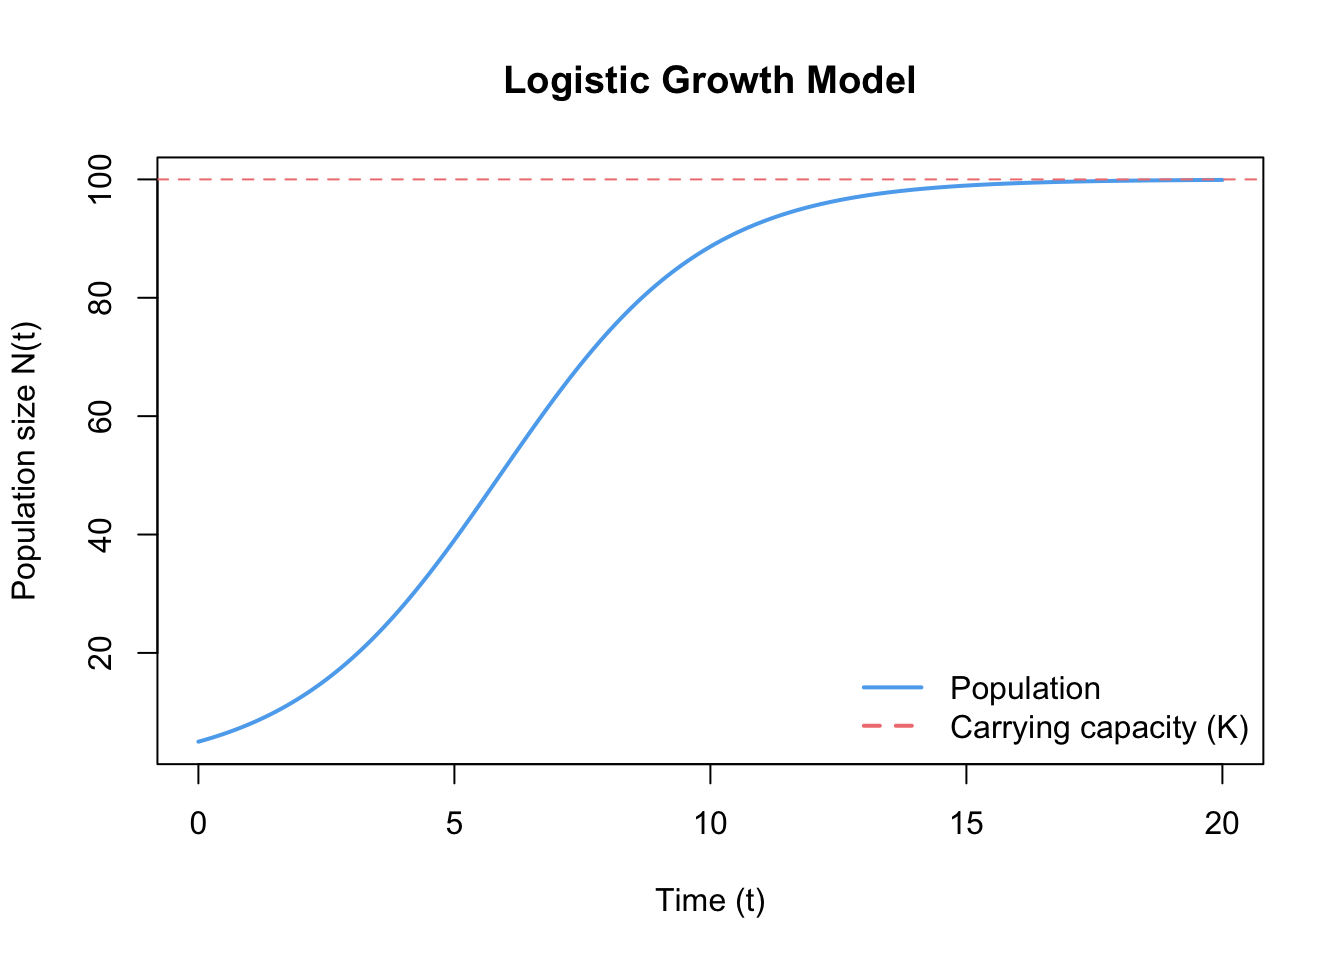 Logistic Growth Model
Population size N(t)
100
80
60
40
20
Population
Carrying capacity (K)
0 5 10 15 20
Time (t)